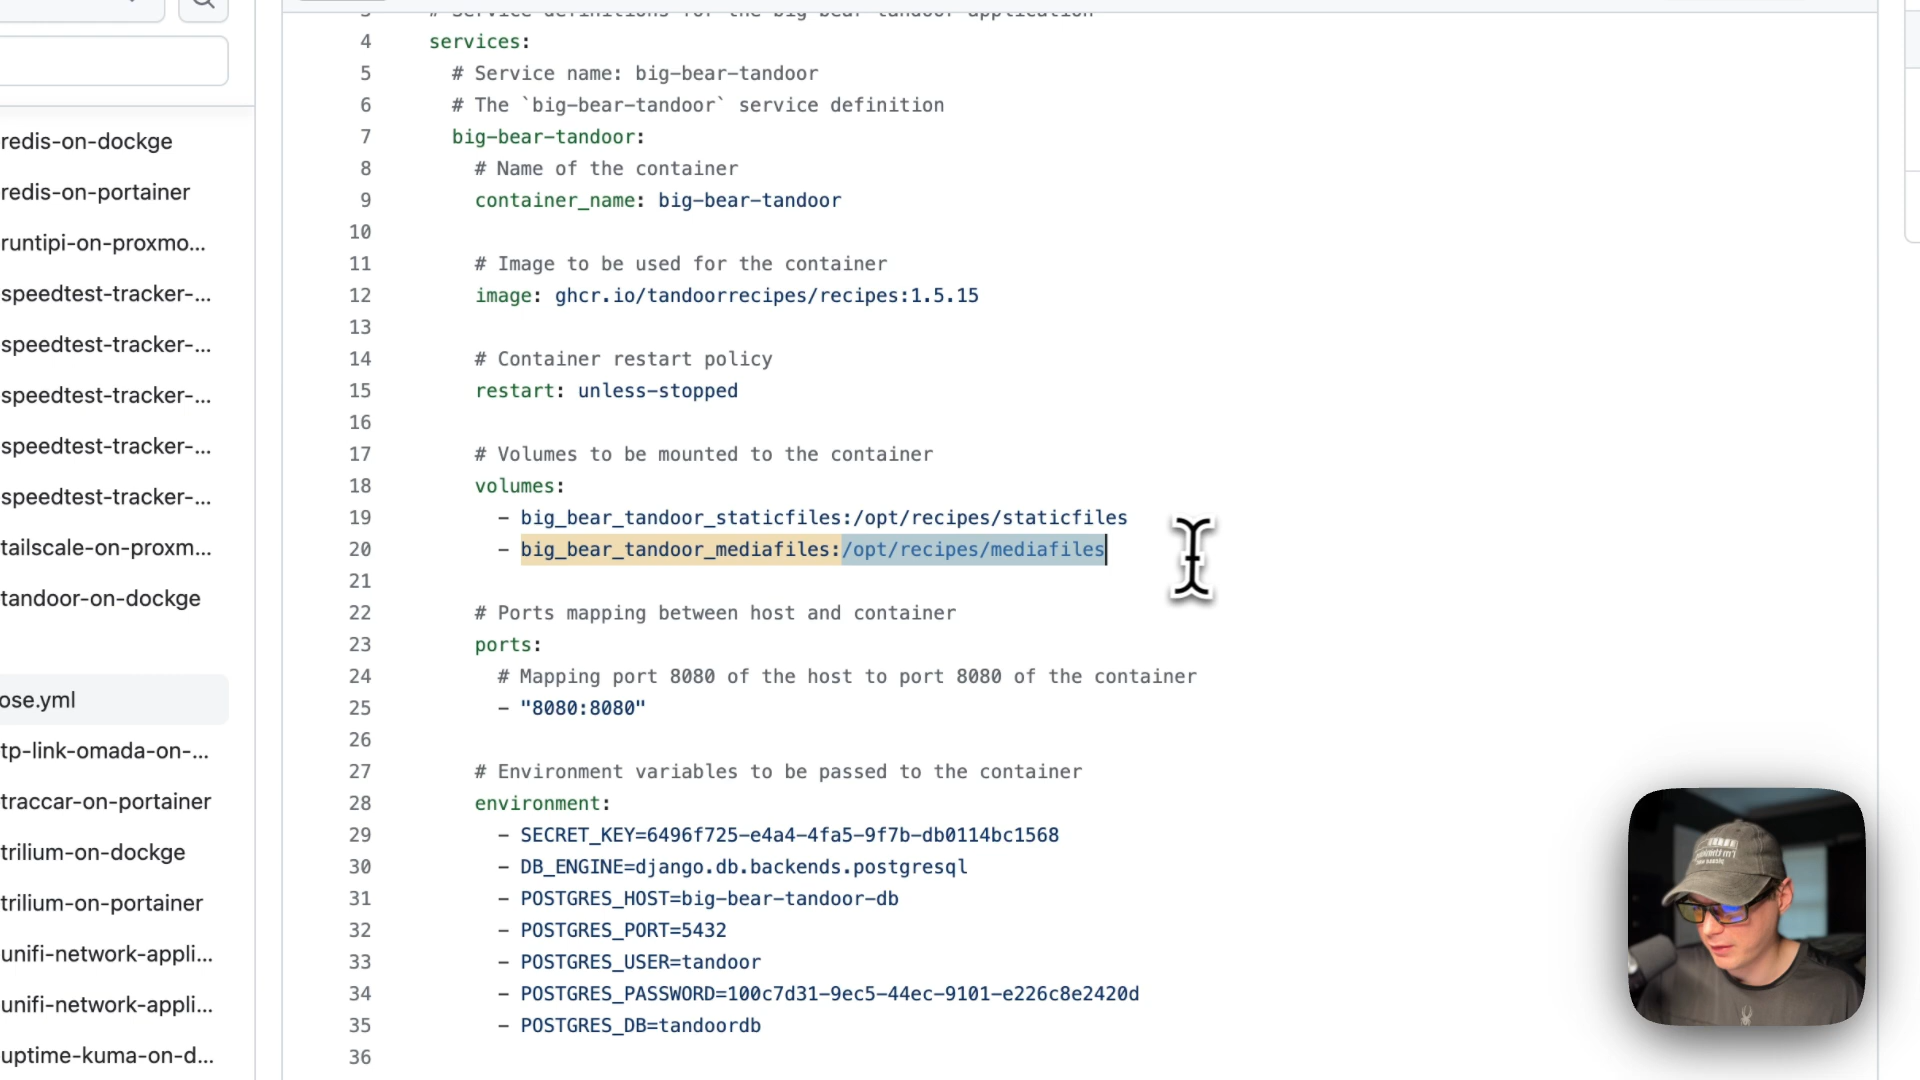 redis-on-dockge
redis-on-portainer
runtipi-on-proxmo...
speedtest-tracker-...
speedtest-tracker-...
speedtest-tracker-...
speedtest-tracker-...
speedtest-tracker-...
tailscale-on-proxm...
tandoor-on-dockge
ose.yml
tp-link-omada-on-...
traccar-on-portainer
trilium-on-dockge
trilium-on-portainer
unifi-network-appli...
unifi-network-appli...
uptime-kuma-on-d...
3 # Service definitions for the big-bear-tandoor application
4 services:
5 # Service name: big-bear-tandoor
6 # The `big-bear-tandoor` service definition
7 big-bear-tandoor:
8 # Name of the container
9 container_name: big-bear-tandoor
10
11 # Image to be used for the container
12 image: ghcr.io/tandoorrecipes/recipes:1.5.15
13
14 # Container restart policy
15 restart: unless-stopped
16
17 # Volumes to be mounted to the container
18 volumes:
19 - big_bear_tandoor_staticfiles:/opt/recipes/staticfiles
20 - big_bear_tandoor_mediafiles:/opt/recipes/mediafiles
21
22 # Ports mapping between host and container
23 ports:
24 # Mapping port 8080 of the host to port 8080 of the container
25 - "8080:8080"
26
27 # Environment variables to be passed to the container
28 environment:
29 - SECRET_KEY=6496f725-e4a4-4fa5-9f7b-db0114bc1568
30 - DB_ENGINE=django.db.backends.postgresql
31 - POSTGRES_HOST=big-bear-tandoor-db
32 - POSTGRES_PORT=5432
33 - POSTGRES_USER=tandoor
34 - POSTGRES_PASSWORD=100c7d31-9ec5-44ec-9101-e226c8e2420d
35 - POSTGRES_DB=tandoordb
36